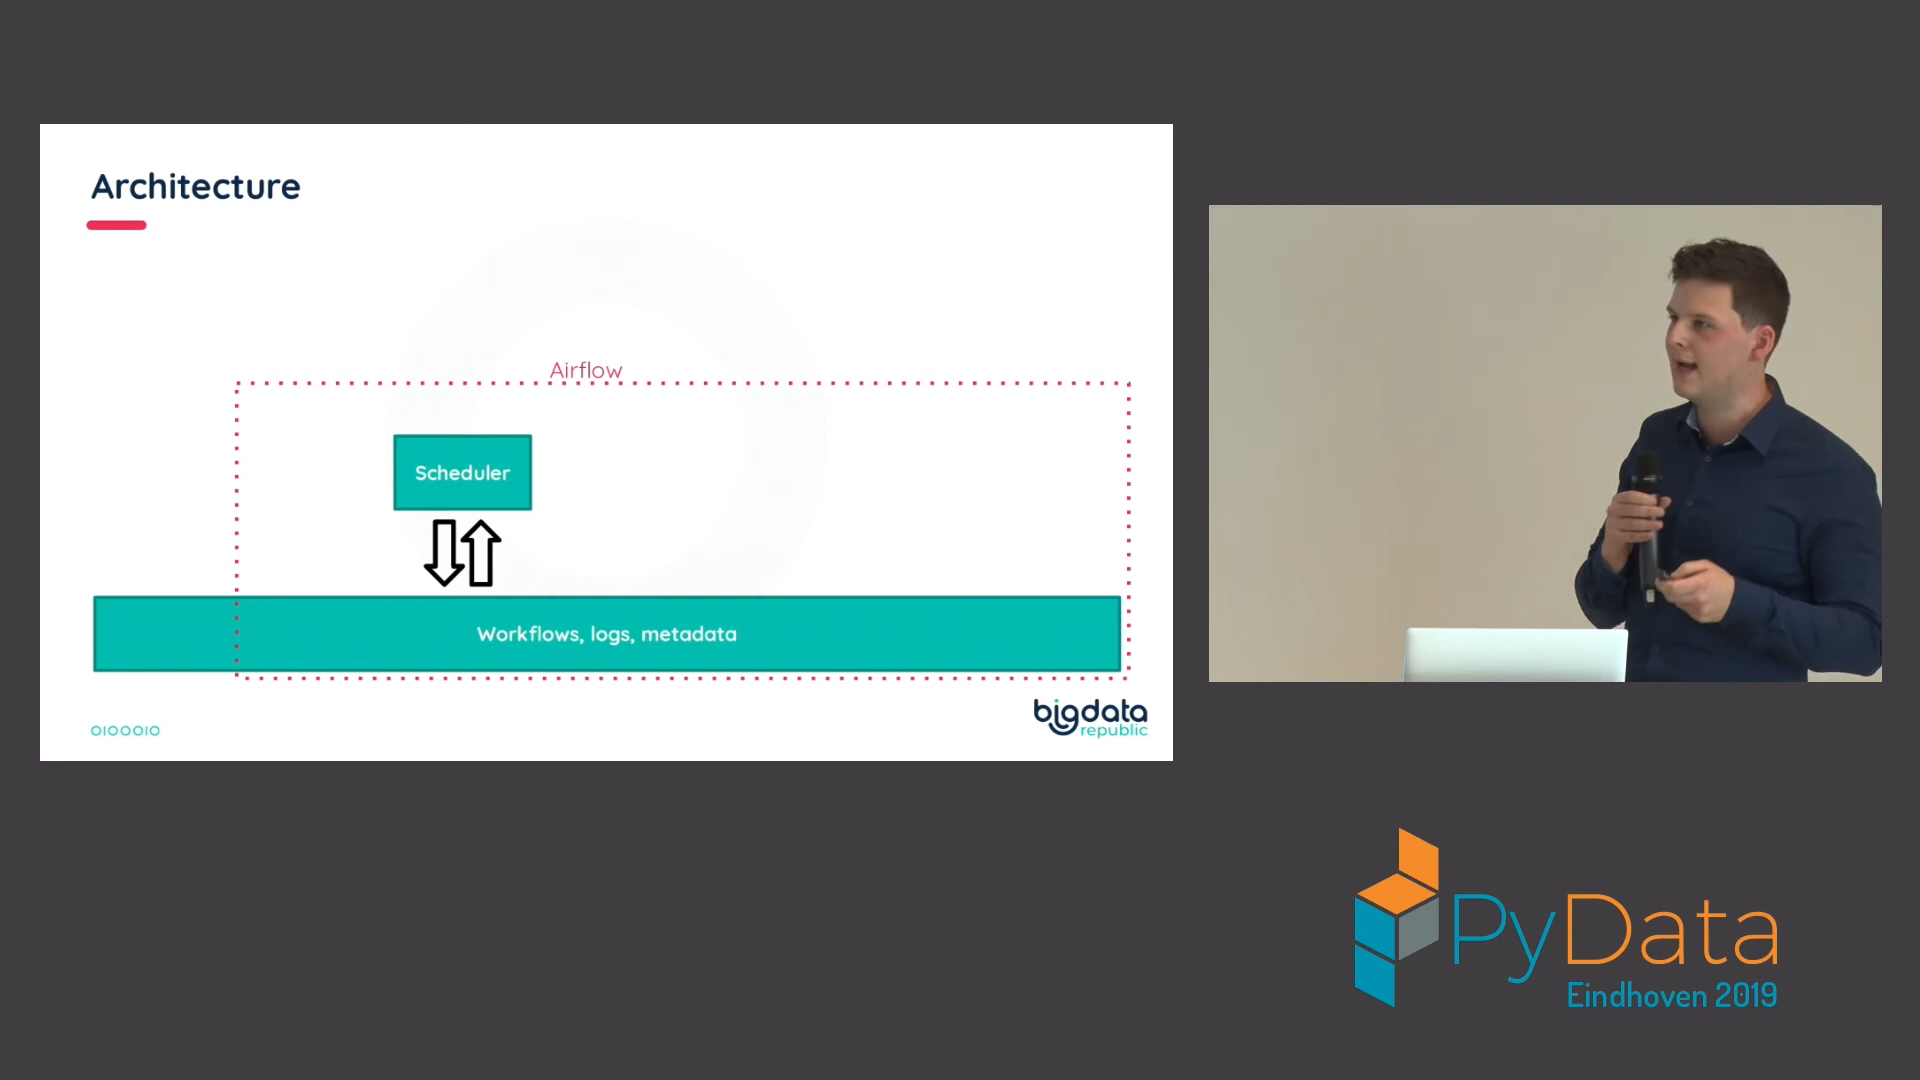 Architecture
Airflow
Scheduler
Workflows, logs, metadata
0100010
bigdata
republic
PyData
Eindhoven 2019